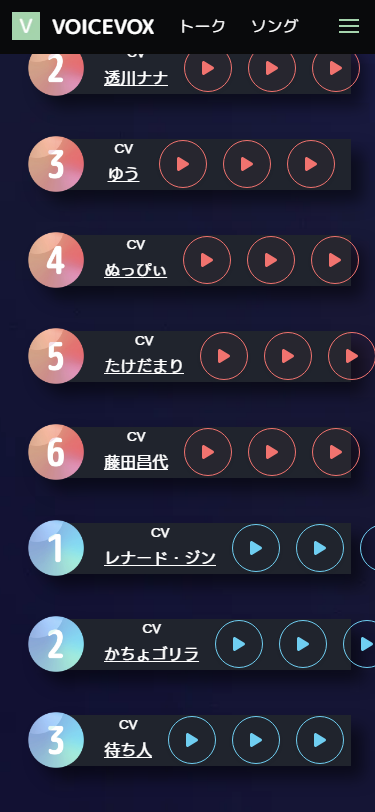 V VOICEVOX トーク ソング
2 CV
透川ナナ
3 CV
ゆう
4 CV
ぬっぴぃ
5 CV
たけだまり
6 CV
藤田昌代
1 CV
レナード・ジン
2 CV
かちょゴリラ
3 CV
待ち人